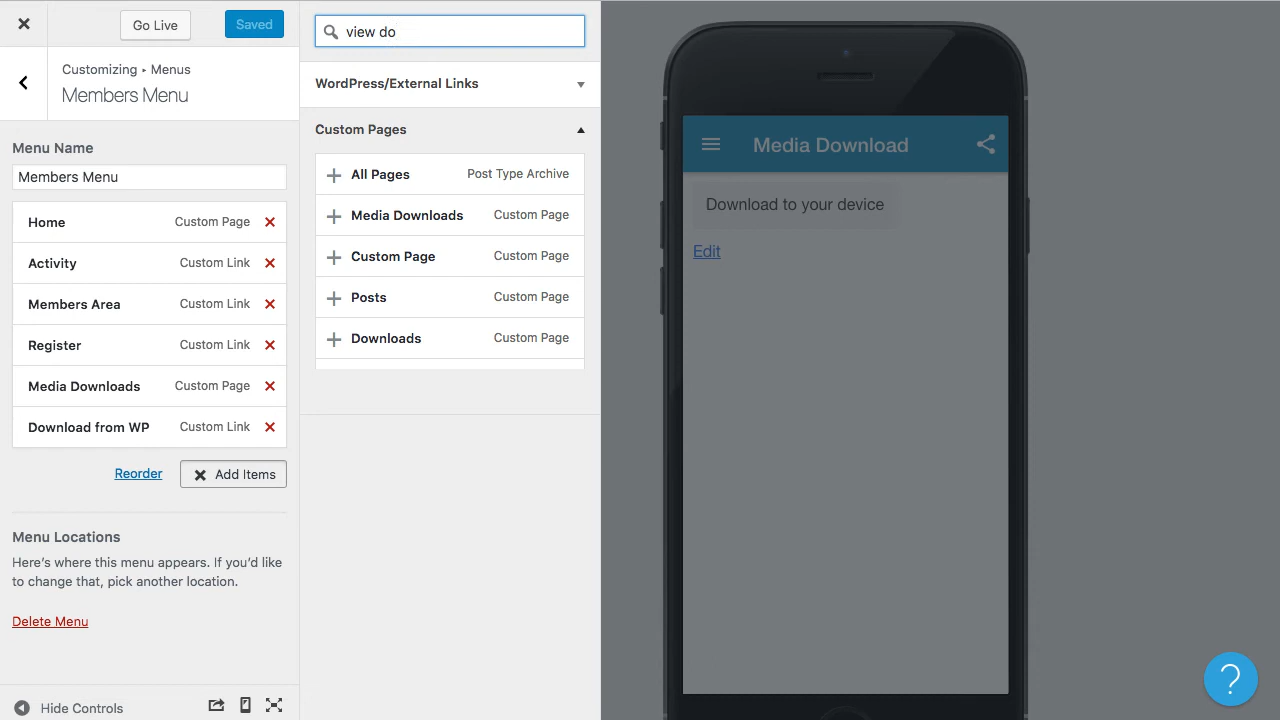 Go Live
Saved
Customizing ▸ Menus
Members Menu
Menu Name
Members Menu
Home Custom Page
Activity Custom Link
Members Area Custom Link
Register Custom Link
Media Downloads Custom Page
Download from WP Custom Link
Reorder
Add Items
Menu Locations
Here's where this menu appears. If you'd like
to change that, pick another location.
Delete Menu
Hide Controls
view do
WordPress/External Links
Custom Pages
All Pages Post Type Archive
Media Downloads Custom Page
Custom Page Custom Page
Posts Custom Page
Downloads Custom Page
Media Download
Download to your device
Edit
?